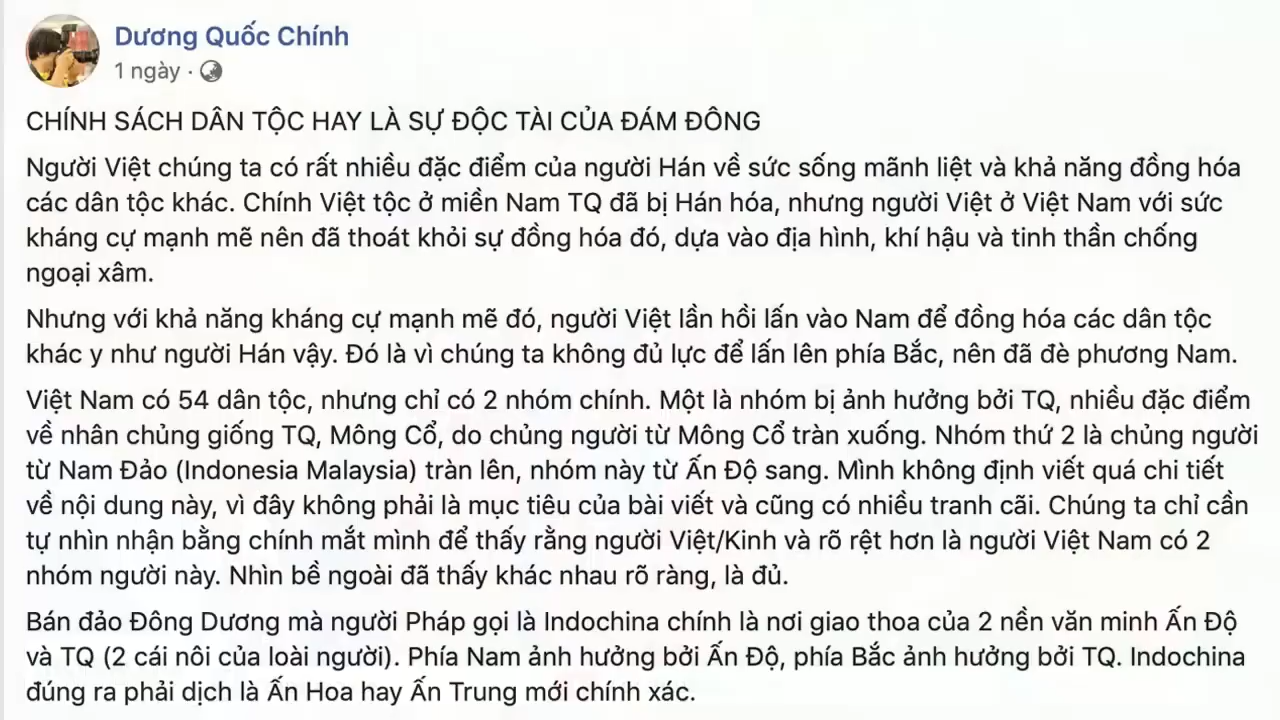 Dương Quốc Chính
1 ngày ·
CHÍNH SÁCH DÂN TỘC HAY LÀ SỰ ĐỘC TÀI CỦA ĐÁM ĐÔNG
Người Việt chúng ta có rất nhiều đặc điểm của người Hán về sức sống mãnh liệt và khả năng đồng hóa
các dân tộc khác. Chính Việt tộc ở miền Nam TQ đã bị Hán hóa, nhưng người Việt ở Việt Nam với sức
kháng cự mạnh mẽ nên đã thoát khỏi sự đồng hóa đó, dựa vào địa hình, khí hậu và tinh thần chống
ngoại xâm.
Nhưng với khả năng kháng cự mạnh mẽ đó, người Việt lần hồi lấn vào Nam để đồng hóa các dân tộc
khác y như người Hán vậy. Đó là vì chúng ta không đủ lực để lấn lên phía Bắc, nên đã đè phương Nam.
Việt Nam có 54 dân tộc, nhưng chỉ có 2 nhóm chính. Một là nhóm bị ảnh hưởng bởi TQ, nhiều đặc điểm
về nhân chủng giống TQ, Mông Cổ, do chủng người từ Mông Cổ tràn xuống. Nhóm thứ 2 là chủng người
từ Nam Đảo (Indonesia Malaysia) tràn lên, nhóm này từ Ấn Độ sang. Mình không định viết quá chi tiết
về nội dung này, vì đây không phải là mục tiêu của bài viết và cũng có nhiều tranh cãi. Chúng ta chỉ cần
tự nhìn nhận bằng chính mắt mình để thấy rằng người Việt/Kinh và rõ rệt hơn là người Việt Nam có 2
nhóm người này. Nhìn bề ngoài đã thấy khác nhau rõ ràng, là đủ.
Bán đảo Đông Dương mà người Pháp gọi là Indochina chính là nơi giao thoa của 2 nền văn minh Ấn Độ
và TQ (2 cái nôi của loài người). Phía Nam ảnh hưởng bởi Ấn Độ, phía Bắc ảnh hưởng bởi TQ. Indochina
đúng ra phải dịch là Ấn Hoa hay Ấn Trung mới chính xác.